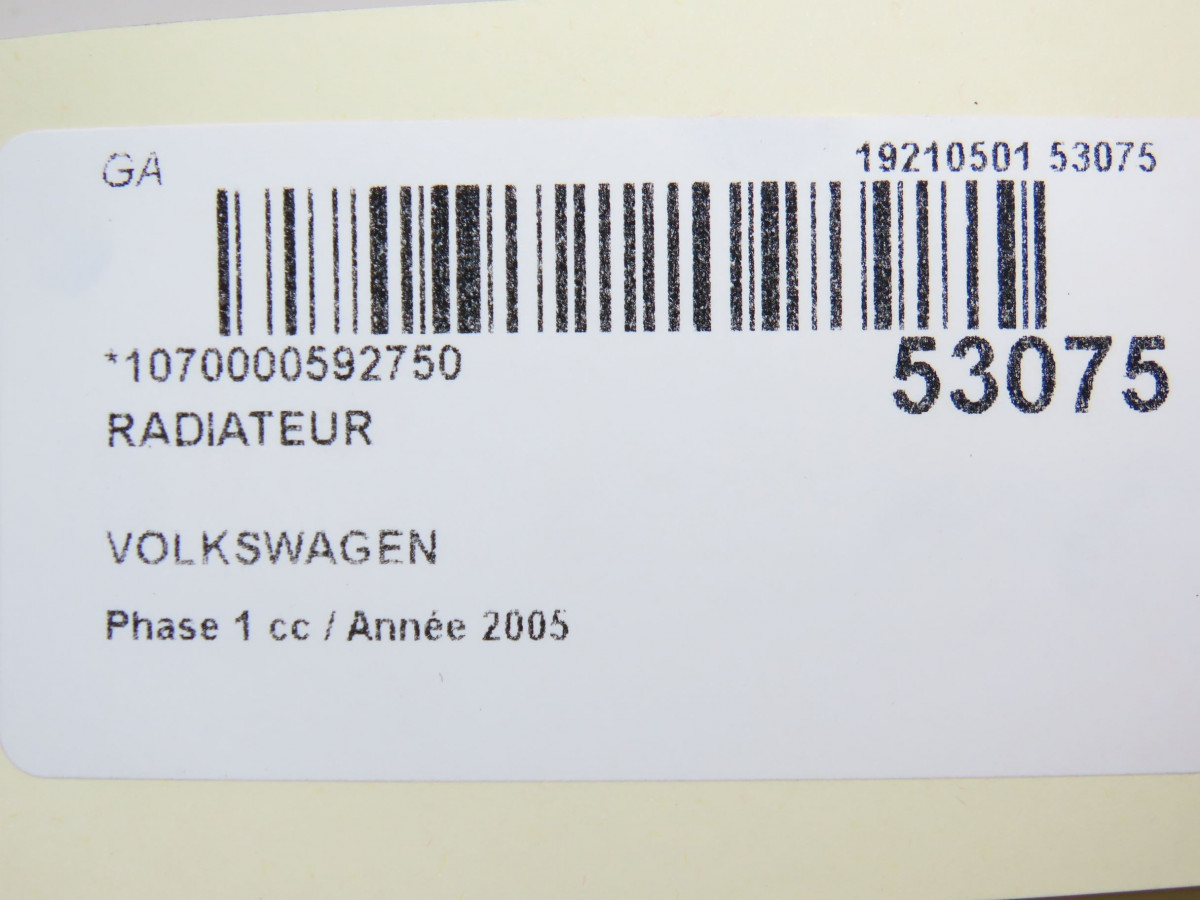 GA
19210501 53075
*1070000592750
53075
RADIATEUR
VOLKSWAGEN
Phase 1 cc / Année 2005